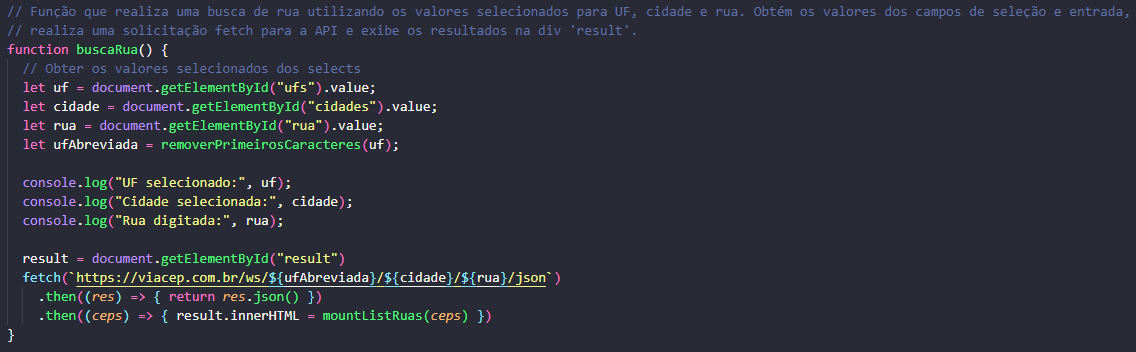 // Função que realiza uma busca de rua utilizando os valores selecionados para UF, cidade e rua. Obtém os valores dos campos de seleção e entrada,
// realiza uma solicitação fetch para a API e exibe os resultados na div 'result'.
function buscaRua() {
  // Obter os valores selecionados dos selects
  let uf = document.getElementById("ufs").value;
  let cidade = document.getElementById("cidades").value;
  let rua = document.getElementById("rua").value;
  let ufAbreviada = removerPrimeirosCaracteres(uf);

  console.log("UF selecionado:", uf);
  console.log("Cidade selecionada:", cidade);
  console.log("Rua digitada:", rua);

  result = document.getElementById("result")
  fetch(`https://viacep.com.br/ws/${ufAbreviada}/${cidade}/${rua}/json`)
    .then((res) => { return res.json() })
    .then((ceps) => { result.innerHTML = mountListRuas(ceps) })
}